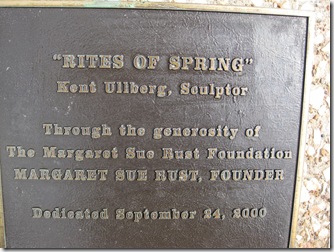 "RITES OF SPRING"
Kent Ullberg, Sculptor
Through the generosity of
The Margaret Sue Rust Foundation
MARGARET SUE RUST, FOUNDER
Dedicated September 24, 2000